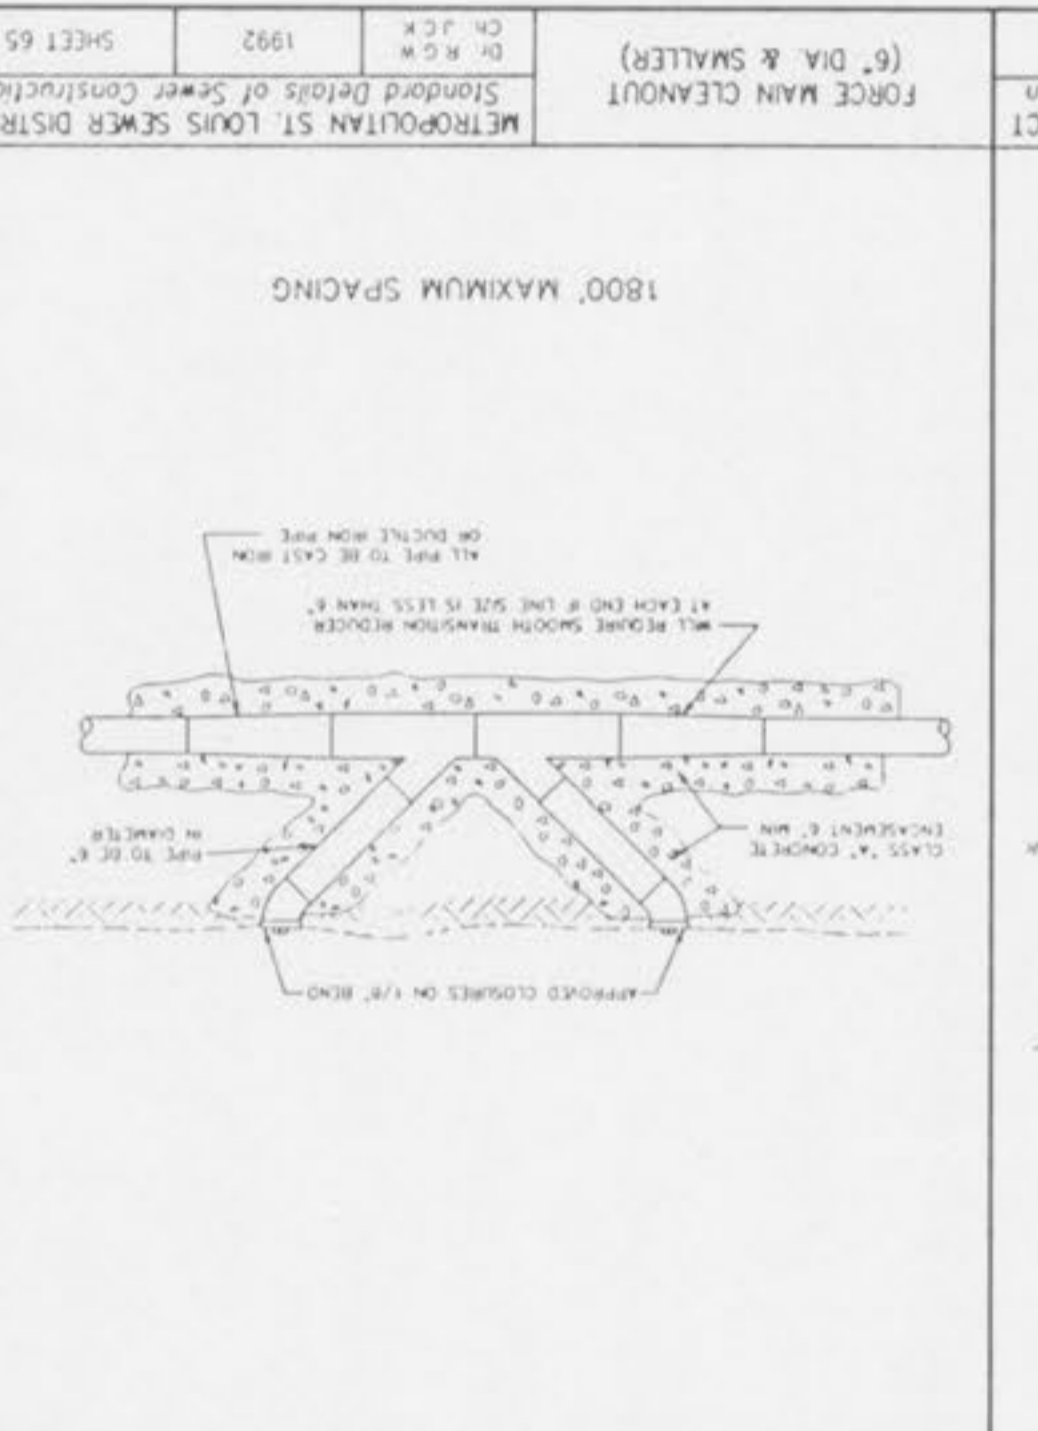 APPROVED CLOSURES ON 1/8' BEND
CLASS "A" CONCRETE
ENCASEMENT 6" MIN
PIPE TO BE 6"
IN DIAMETER
WILL REQUIRE SMOOTH TRANSITION REDUCER
AT EACH END IF LINE SIZE IS LESS THAN 6"
ALL PIPE TO BE CAST IRON
OR DUCTILE IRON PIPE
1800' MAXIMUM SPACING
CT
n
FORCE MAIN CLEANOUT
(6" DIA. & SMALLER)
METROPOLITAN ST. LOUIS SEWER DISTR
Standard Details of Sewer Constructio
Dr. R G W
Ch. J C K
1992
SHEET 65